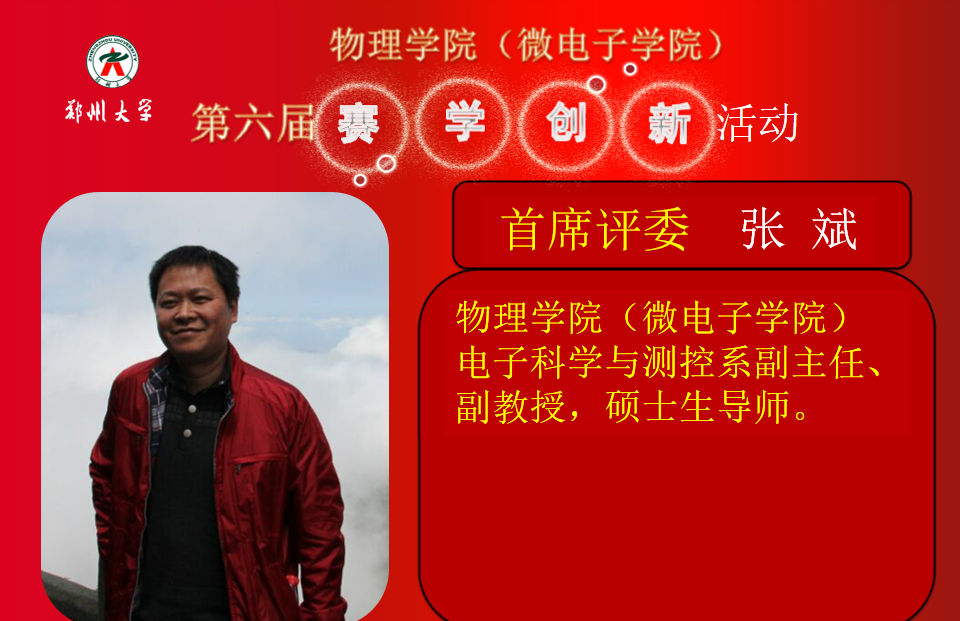 物理学院（微电子学院）
ZHENGZHOU UNIVERSITY
郑州大学
第六届赛学创新活动
首席评委 张 斌
物理学院（微电子学院）
电子科学与测控系副主任、
副教授，硕士生导师。